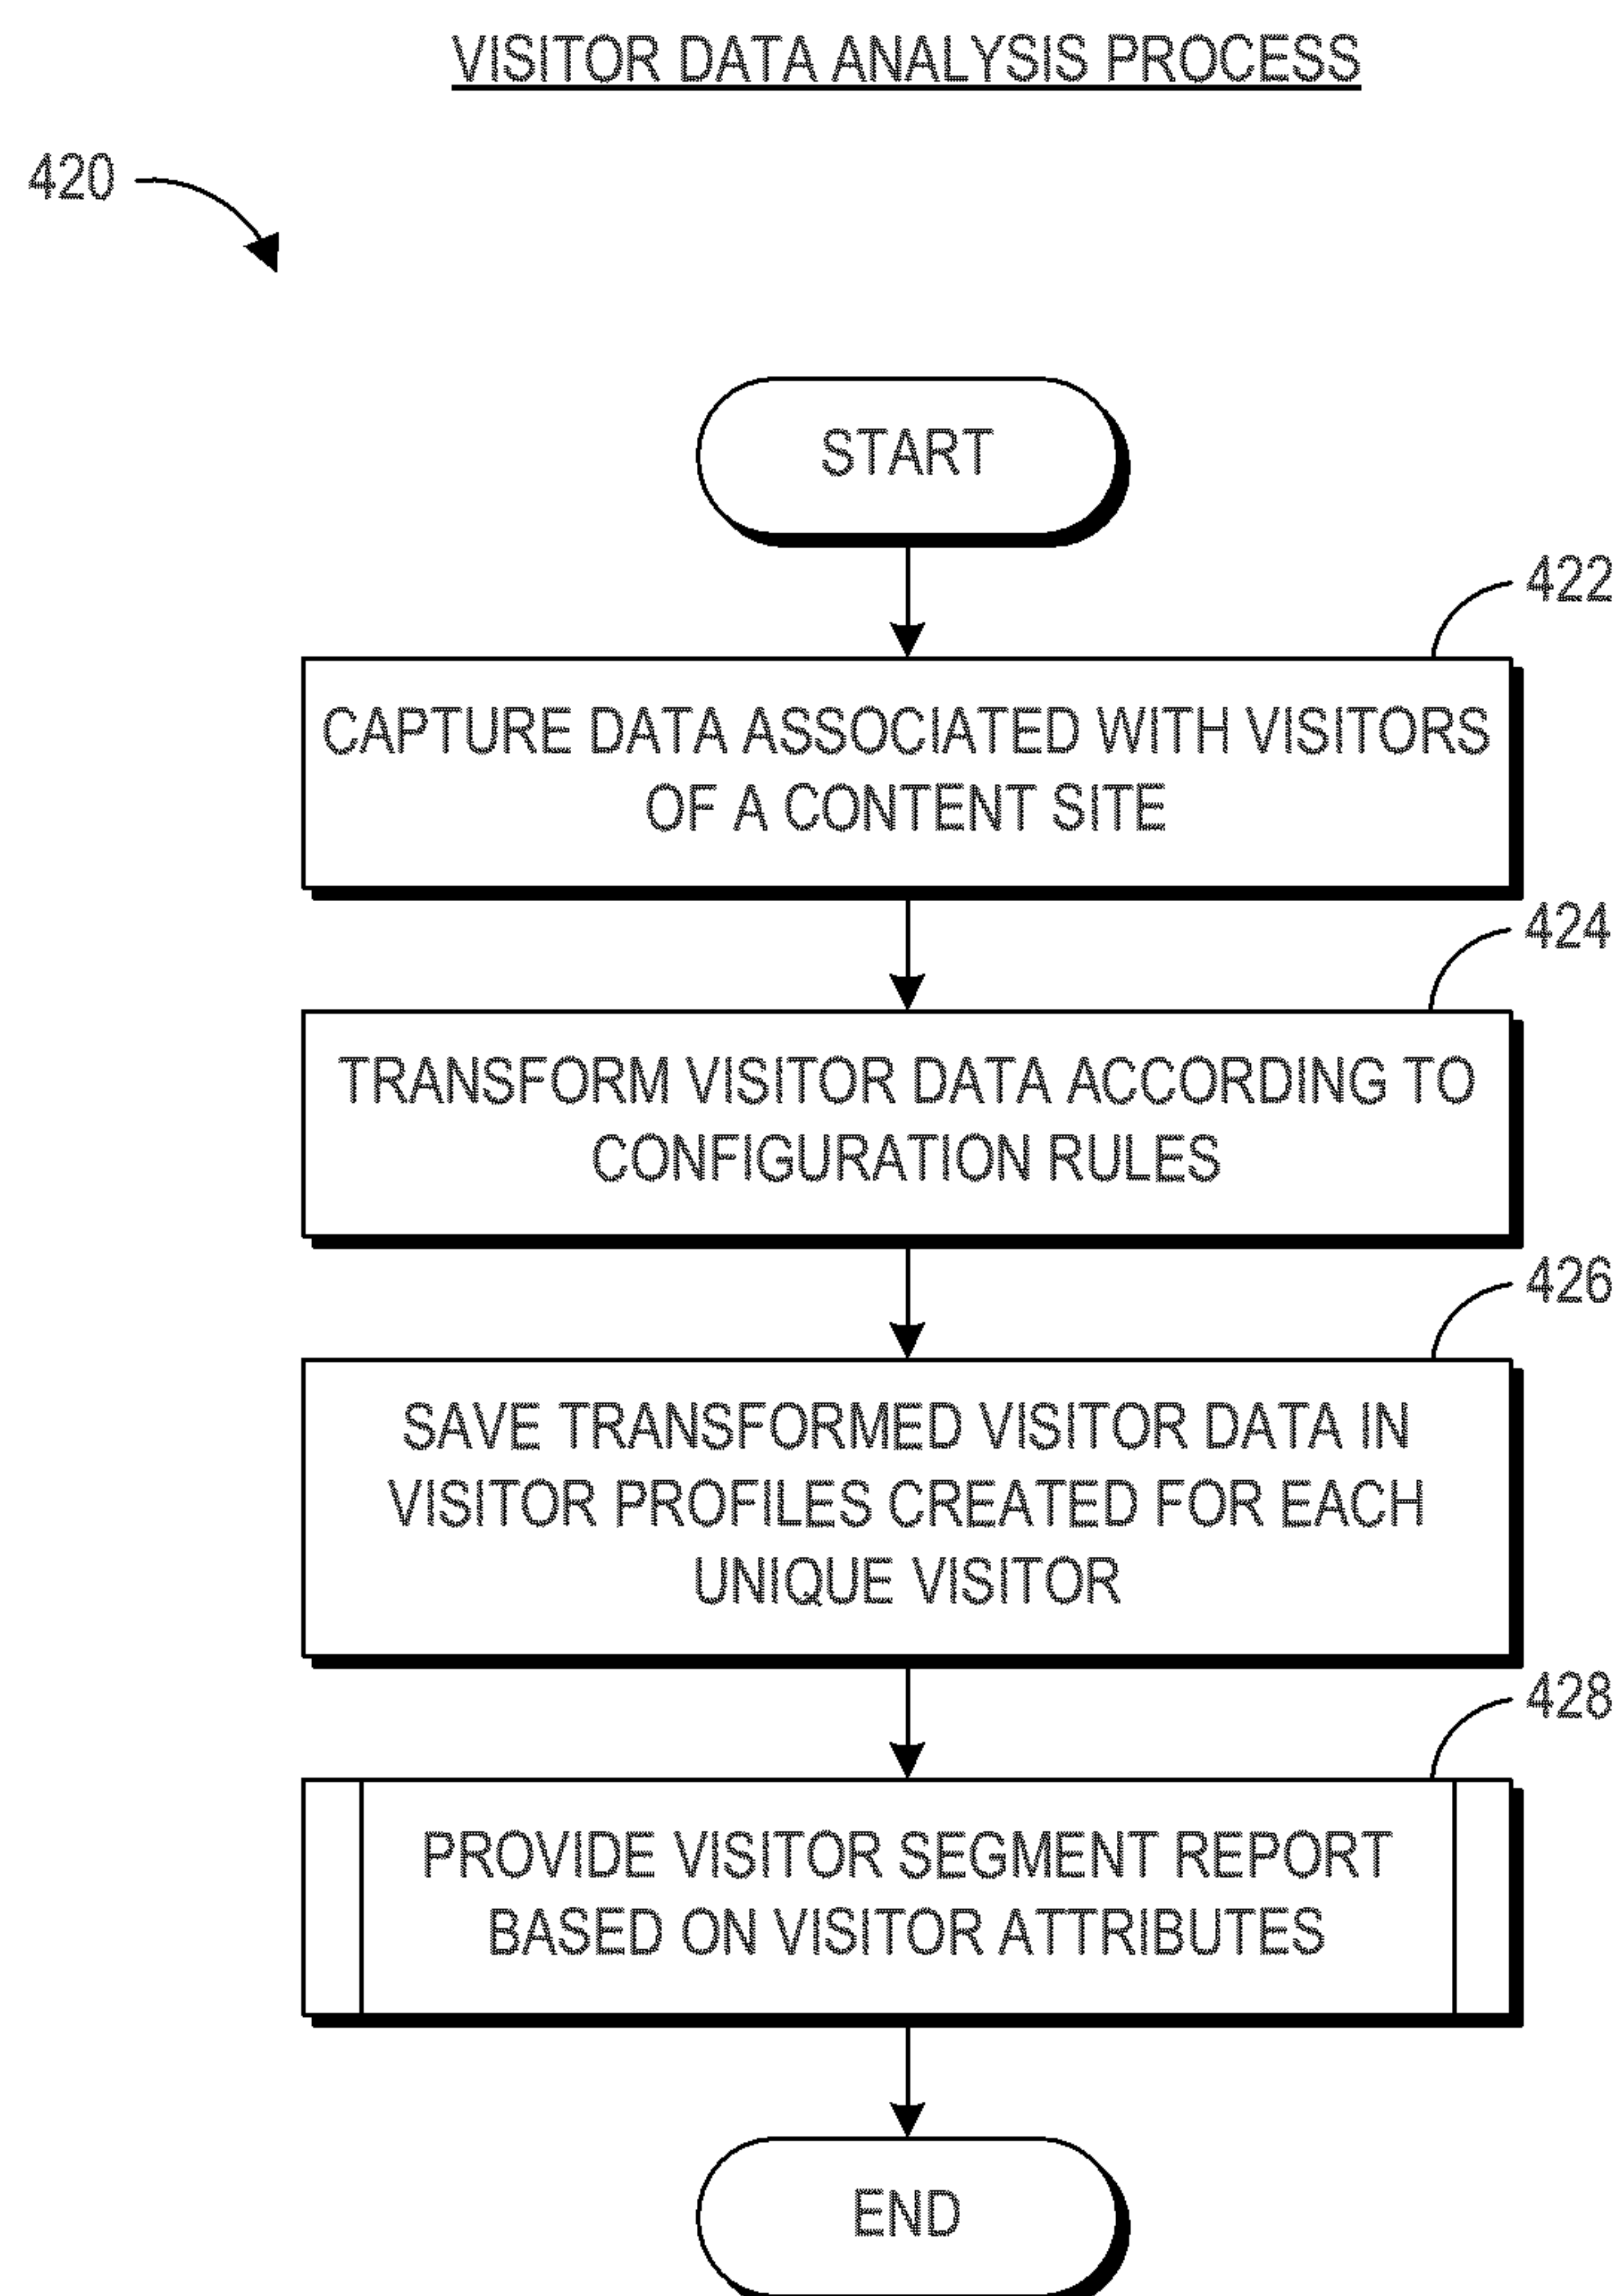 VISITOR DATA ANALYSIS PROCESS
420
START
422
CAPTURE DATA ASSOCIATED WITH VISITORS
OF A CONTENT SITE
424
TRANSFORM VISITOR DATA ACCORDING TO
CONFIGURATION RULES
426
SAVE TRANSFORMED VISITOR DATA IN
VISITOR PROFILES CREATED FOR EACH
UNIQUE VISITOR
428
PROVIDE VISITOR SEGMENT REPORT
BASED ON VISITOR ATTRIBUTES
END